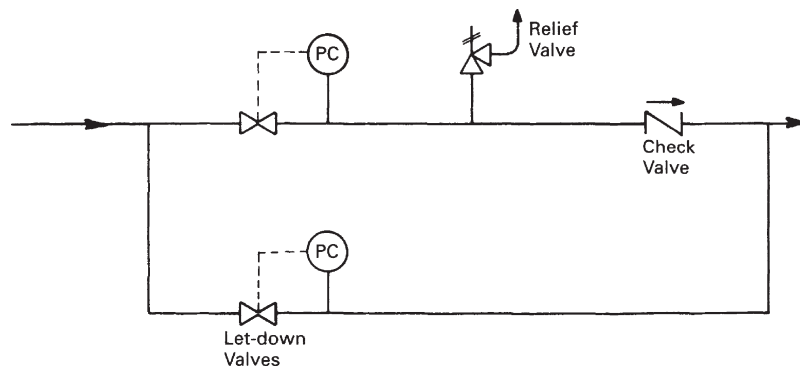 PC
Relief
Valve
Check
Valve
PC
Let-down
Valves